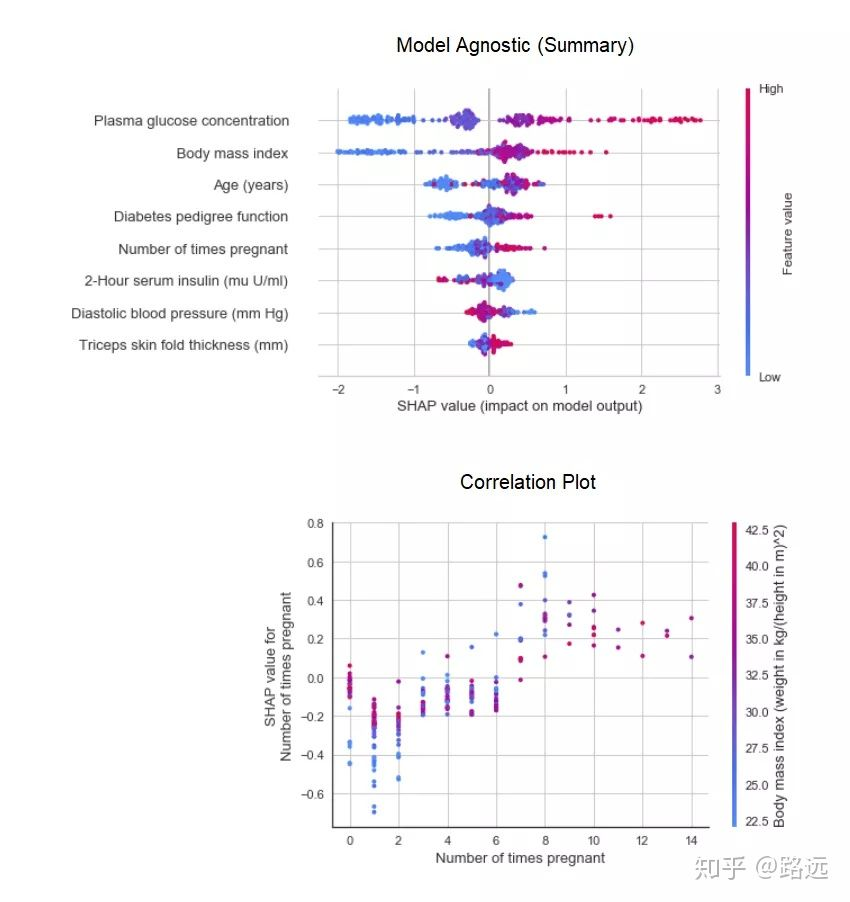 Model Agnostic (Summary)
High
Plasma glucose concentration
Body mass index
Age (years)
Diabetes pedigree function
Number of times pregnant
2-Hour serum insulin (mu U/ml)
Diastolic blood pressure (mm Hg)
Triceps skin fold thickness (mm)
Feature value
Low
−2 −1 0 1 2 3
SHAP value (impact on model output)
Correlation Plot
0.8
0.6
0.4
0.2
0.0
−0.2
−0.4
−0.6
SHAP value for
Number of times pregnant
0 2 4 6 8 10 12 14
Number of times pregnant
42.5
40.0
37.5
35.0
32.5
30.0
27.5
25.0
22.5
Body mass index (weight in kg/(height in m)^2)
知乎 @路远